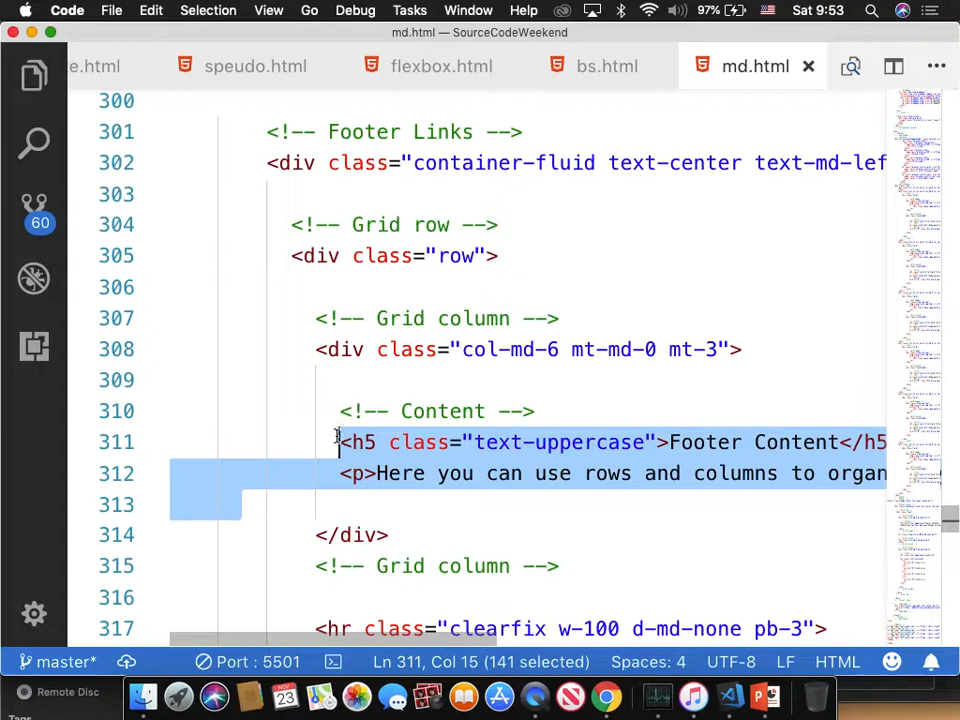 Code File Edit Selection View Go Debug Tasks Window Help 97% Sat 9:53
md.html — SourceCodeWeekend
e.html speudo.html flexbox.html bs.html md.html
300
301 <!-- Footer Links -->
302 <div class="container-fluid text-center text-md-lef
303
304 <!-- Grid row -->
305 <div class="row">
306
307 <!-- Grid column -->
308 <div class="col-md-6 mt-md-0 mt-3">
309
310 <!-- Content -->
311 <h5 class="text-uppercase">Footer Content</h5
312 <p>Here you can use rows and columns to organ
313
314 </div>
315 <!-- Grid column -->
316
317 <hr class="clearfix w-100 d-md-none pb-3">
60
master* Port : 5501 Ln 311, Col 15 (141 selected) Spaces: 4 UTF-8 LF HTML
Remote Disc
Tags
NOV
23